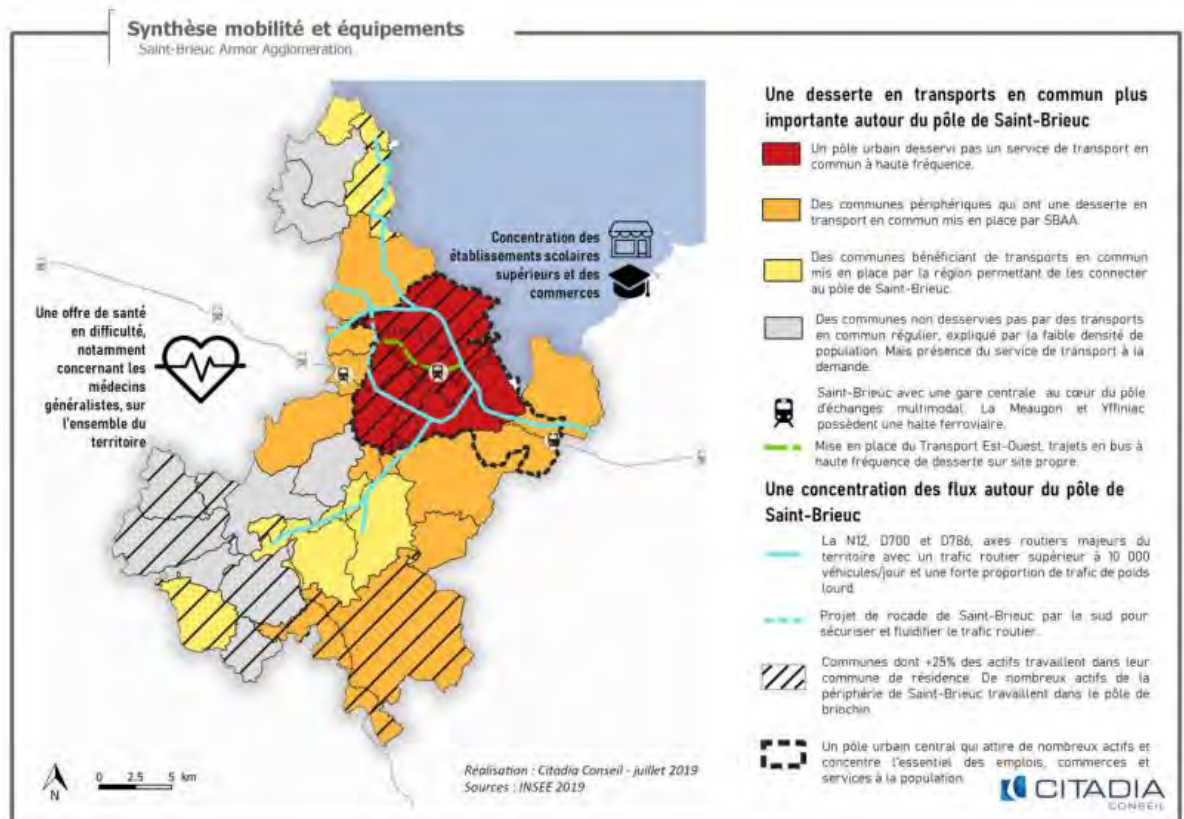 Synthèse mobilité et équipements
Saint-Brieuc Armor Agglomération
Concentration des
établissements scolaires
supérieurs et des
commerces
Une offre de santé
en difficulté,
notamment
concernant les
médecins
généralistes, sur
l'ensemble du
territoire
N
0 2.5 5 km
Réalisation : Citadia Conseil - juillet 2019
Sources : INSEE 2019
Une desserte en transports en commun plus
importante autour du pôle de Saint-Brieuc
Un pôle urbain desservi pas un service de transport en
commun à haute fréquence.
Des communes périphériques qui ont une desserte en
transport en commun mis en place par SBAA.
Des communes bénéficiant de transports en commun
mis en place par la région permettant de les connecter
au pôle de Saint-Brieuc.
Des communes non desservies pas par des transports
en commun régulier, expliqué par la faible densité de
population. Mais présence du service de transport à la
demande.
Saint-Brieuc avec une gare centrale au cœur du pôle
d'échanges multimodal. La Meaugon et Yffiniac
possèdent une halte ferroviaire.
Mise en place du Transport Est-Ouest, trajets en bus à
haute fréquence de desserte sur site propre.
Une concentration des flux autour du pôle de
Saint-Brieuc
La N12, D700 et D786, axes routiers majeurs du
territoire avec un trafic routier supérieur à 10 000
véhicules/jour et une forte proportion de trafic de poids
lourd.
Projet de rocade de Saint-Brieuc par le sud pour
sécuriser et fluidifier le trafic routier.
Communes dont +25% des actifs travaillent dans leur
commune de résidence. De nombreux actifs de la
périphérie de Saint-Brieuc travaillent dans le pôle de
briochin.
Un pôle urbain central qui attire de nombreux actifs et
concentre l'essentiel des emplois, commerces et
services à la population.
CITADIA
CONSEIL